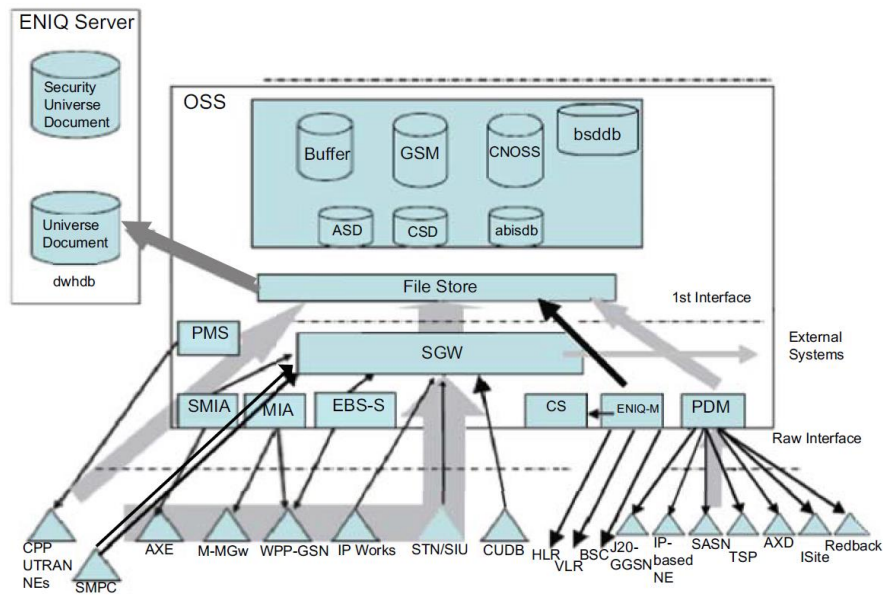 ENIQ Server
Security
Universe
Document
Universe
Document
dwhdb
OSS
Buffer
GSM
CNOSS
bsddb
ASD
CSD
abisdb
File Store
1st Interface
PMS
SGW
External
Systems
SMIA
MIA
EBS-S
CS
ENIQ-M
PDM
Raw Interface
CPP
UTRAN
NEs
SMPC
AXE
M-MGw
WPP-GSN
IP Works
STN/SIU
CUDB
HLR
VLR
BSC
J20-
GGSN
IP-
based
NE
SASN
TSP
AXD
ISite
Redback